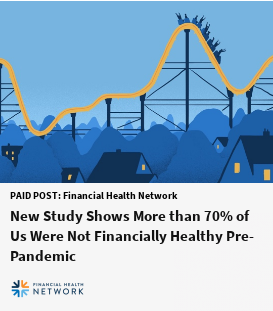 PAID POST: Financial Health Network
New Study Shows More than 70% of
Us Were Not Financially Healthy Pre-
Pandemic
FINANCIAL HEALTH
NETWORK